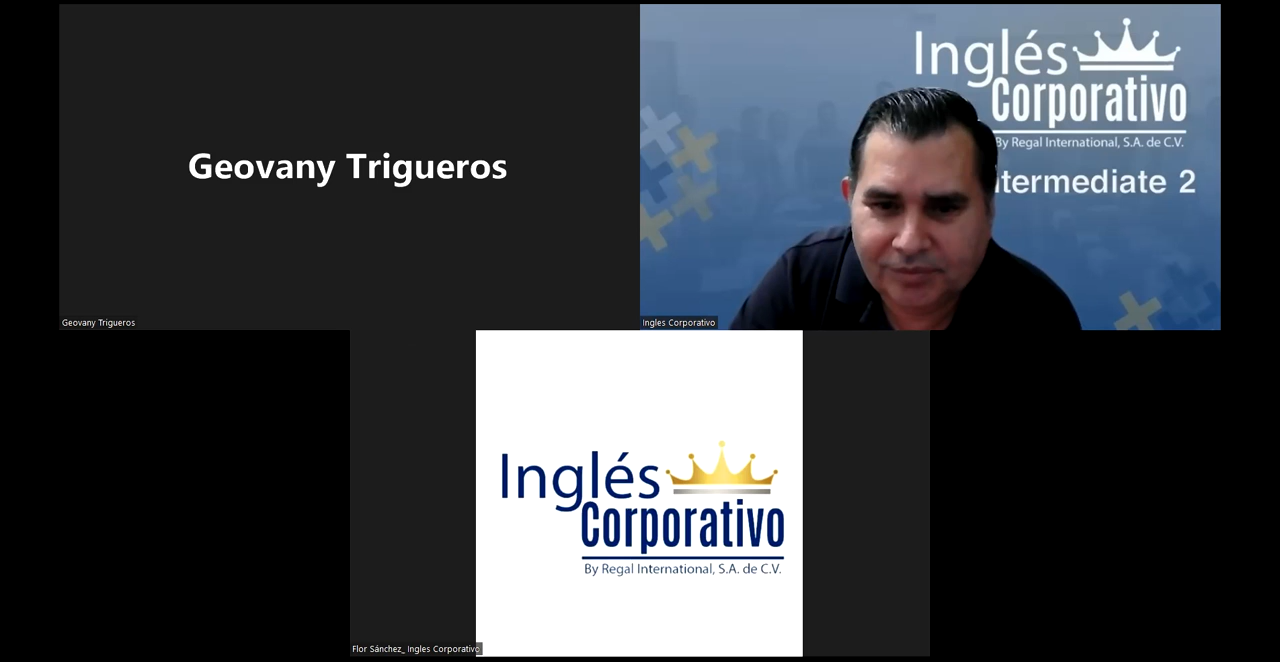 Geovany Trigueros
Geovany Trigueros
Inglés
Corporativo
By Regal International, S.A. de C.V.
ntermediate 2
Ingles Corporativo
Inglés
Corporativo
By Regal International, S.A. de C.V.
Flor Sánchez_ Ingles Corporativo